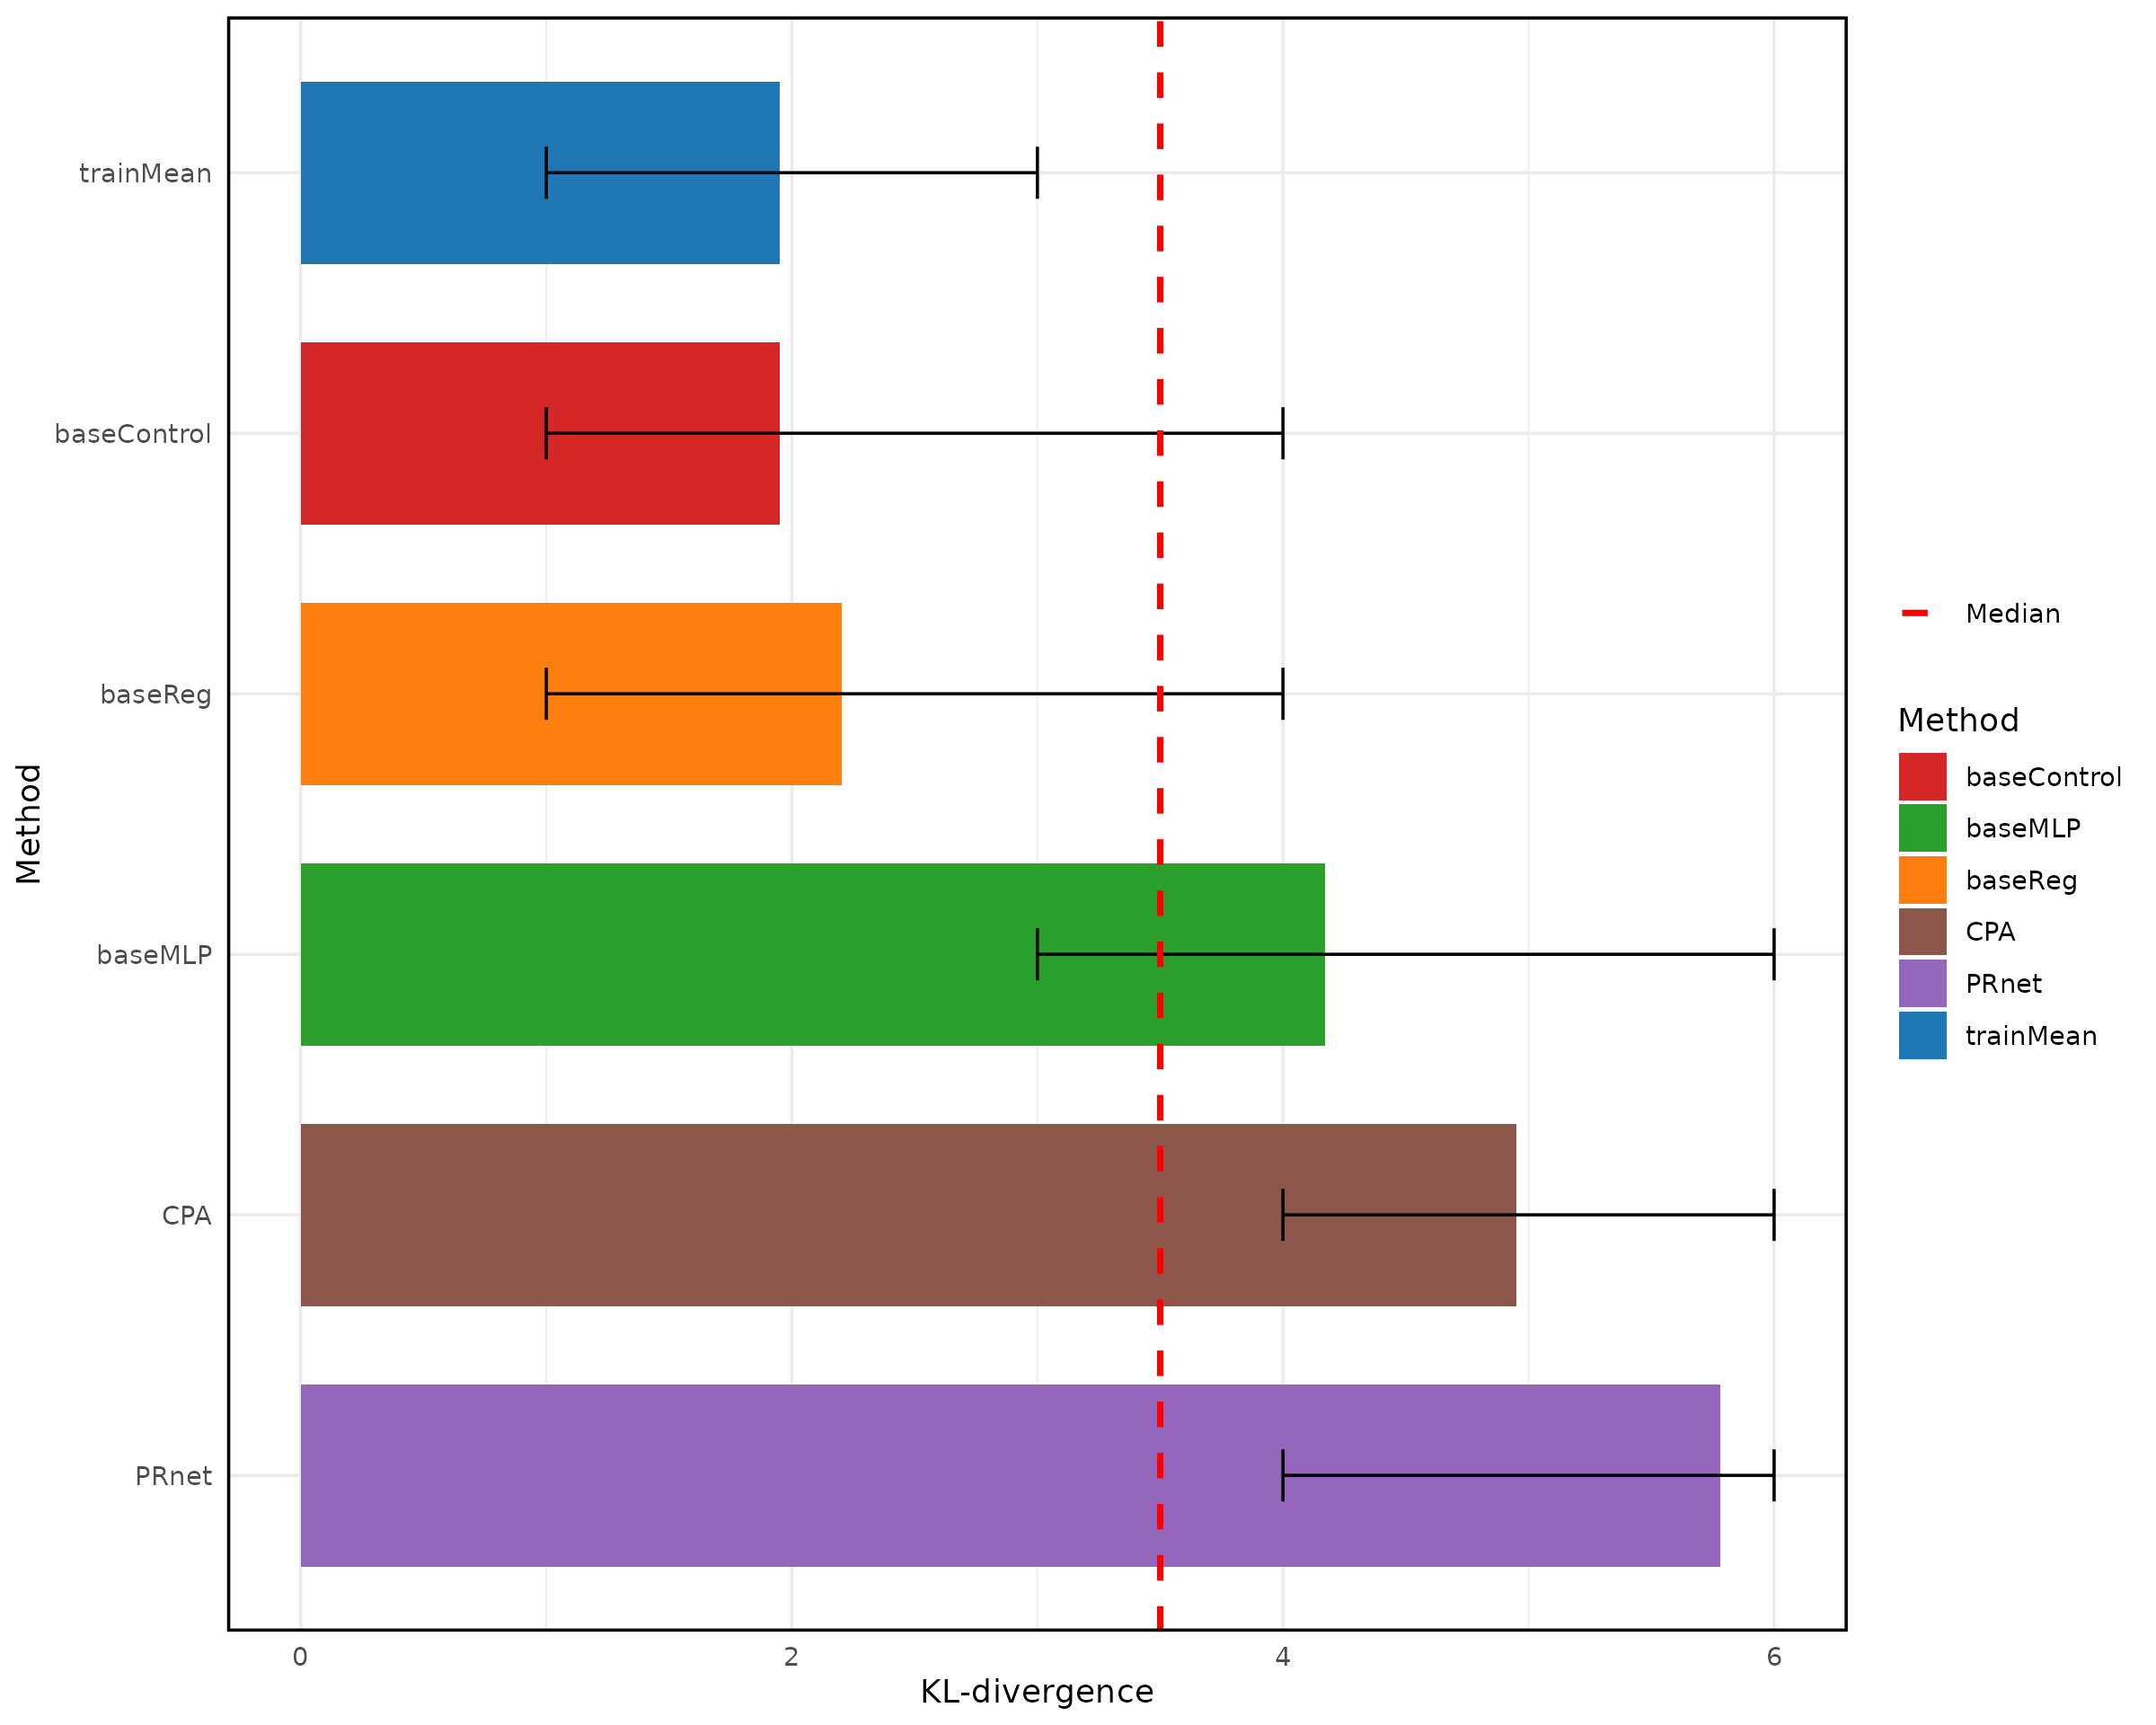 trainMean
baseControl
baseReg
baseMLP
CPA
PRnet
Method
0 2 4 6
KL-divergence
Median
Method
baseControl
baseMLP
baseReg
CPA
PRnet
trainMean